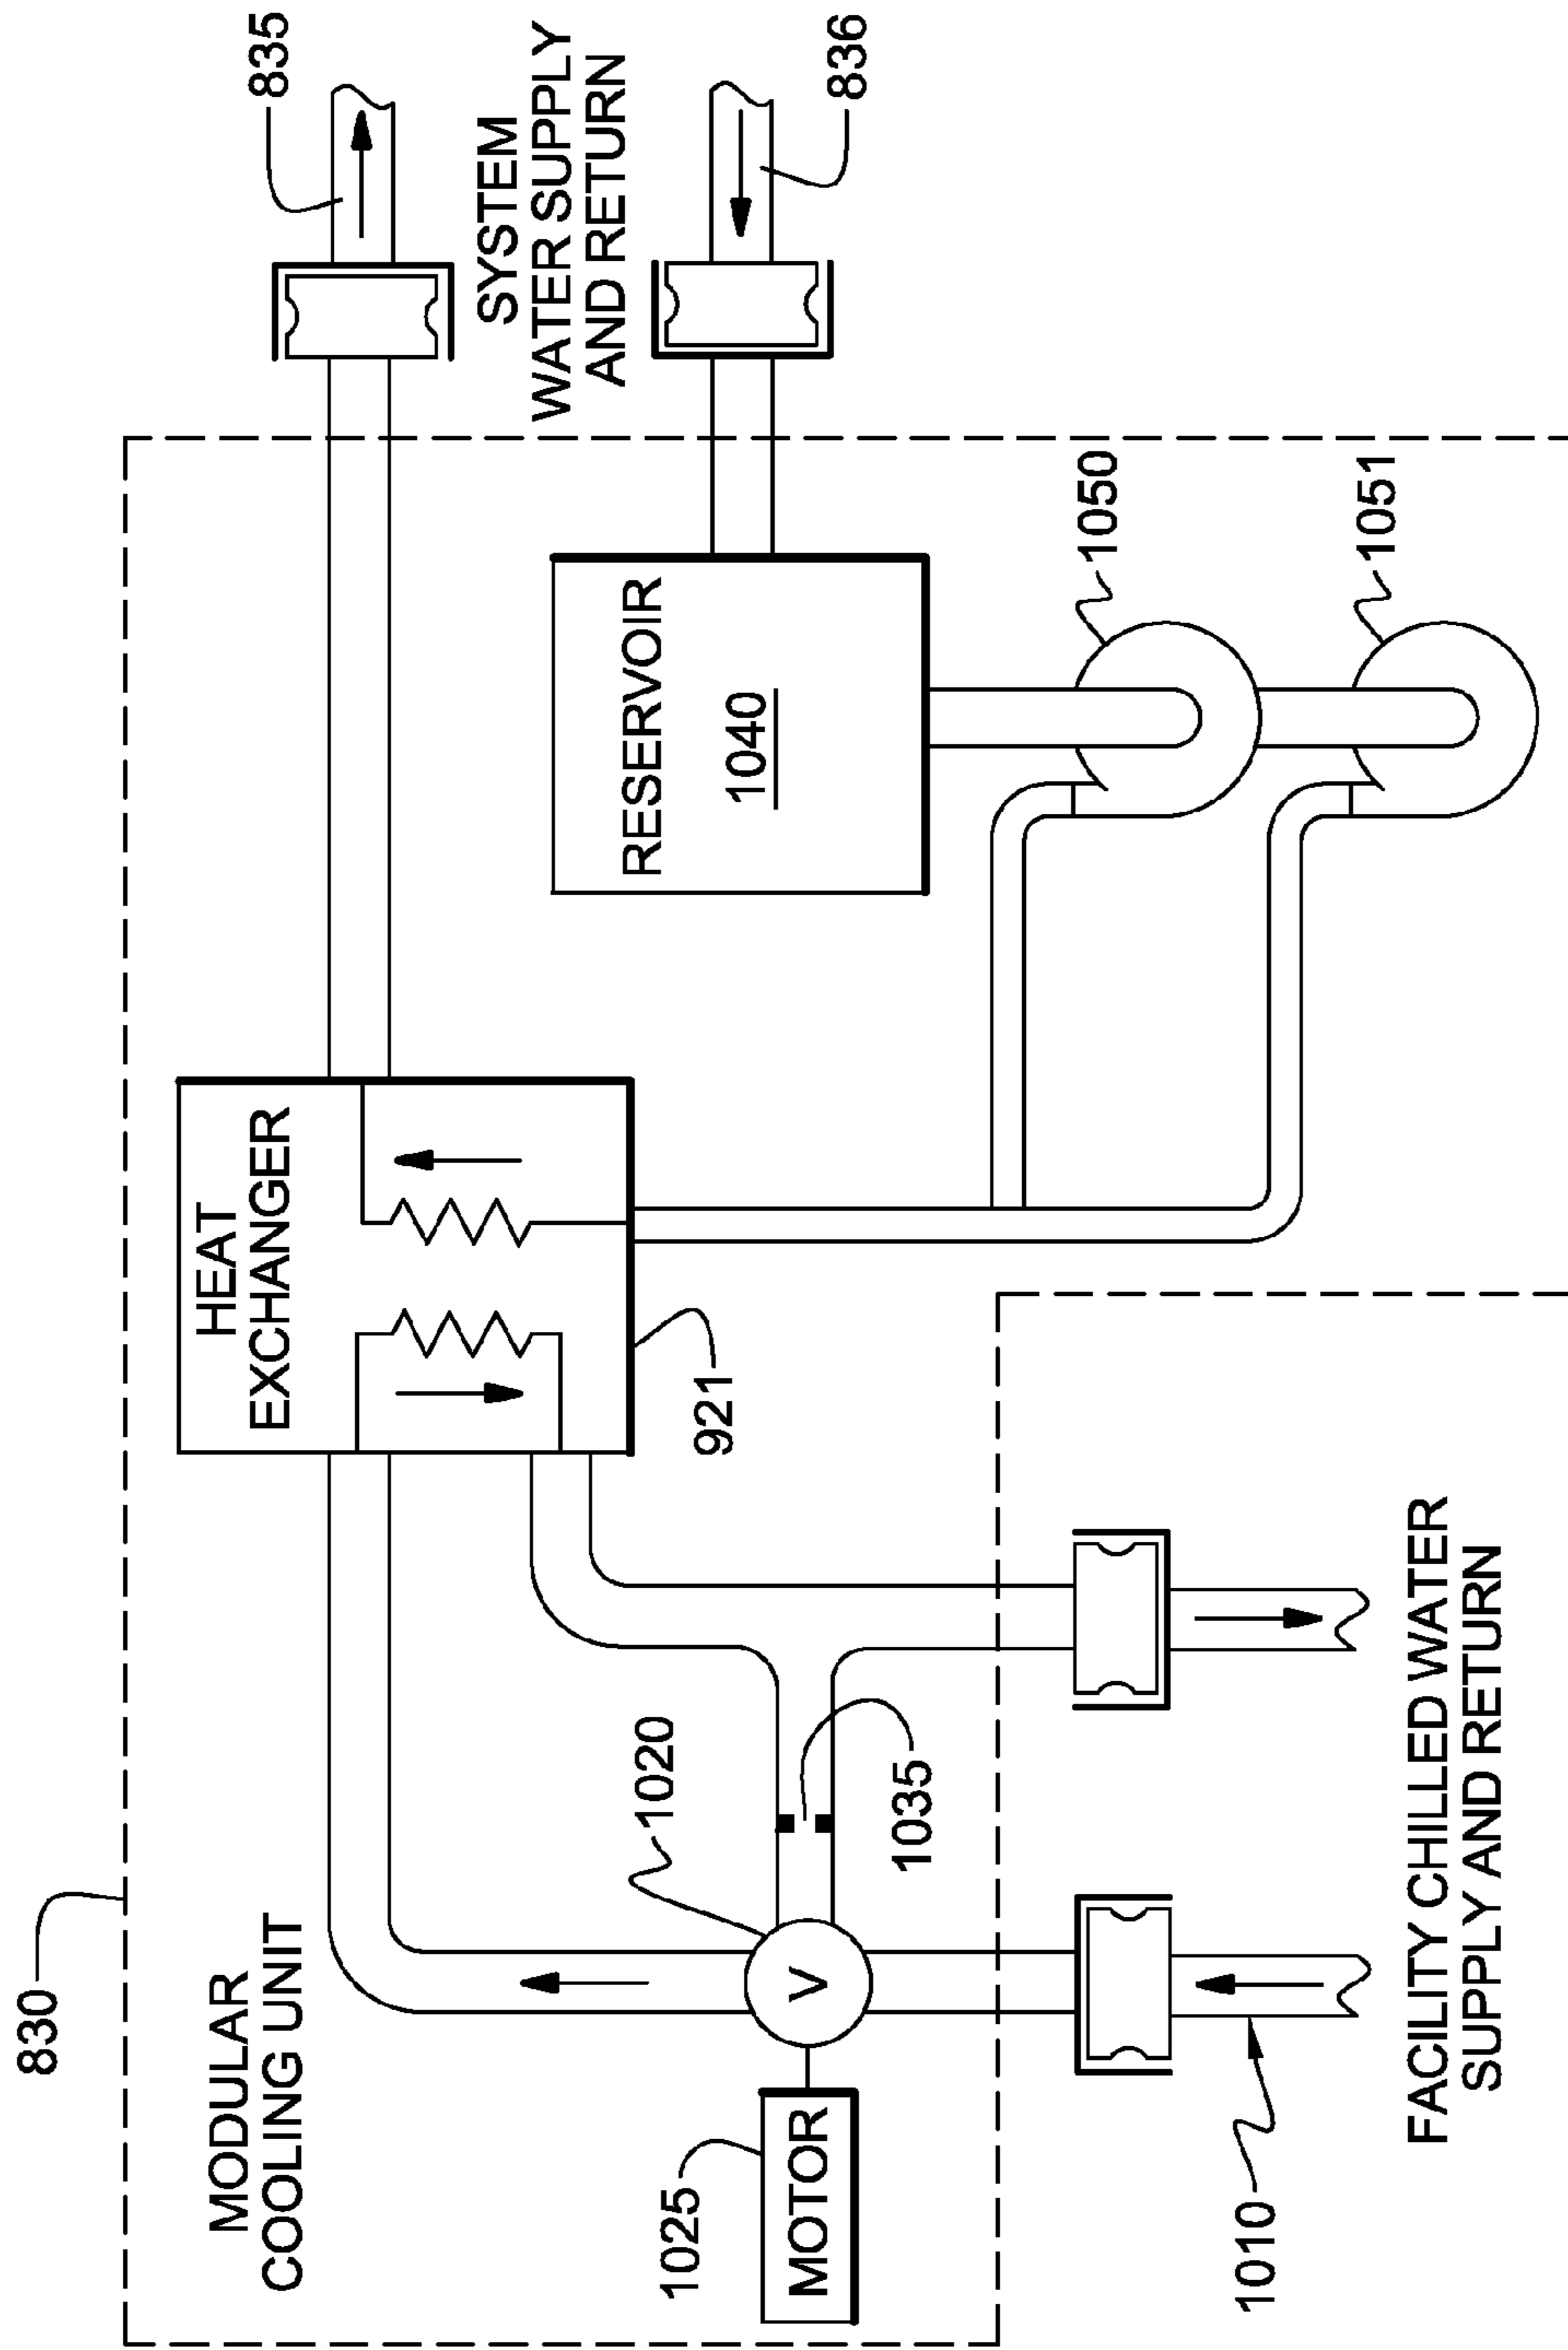 830
MODULAR
COOLING UNIT
HEAT
EXCHANGER
835
SYSTEM
WATER SUPPLY
AND RETURN
836
RESERVOIR
1040
1050
1051
921
1020
1035
1025
MOTOR
V
1010
FACILITY CHILLED WATER
SUPPLY AND RETURN